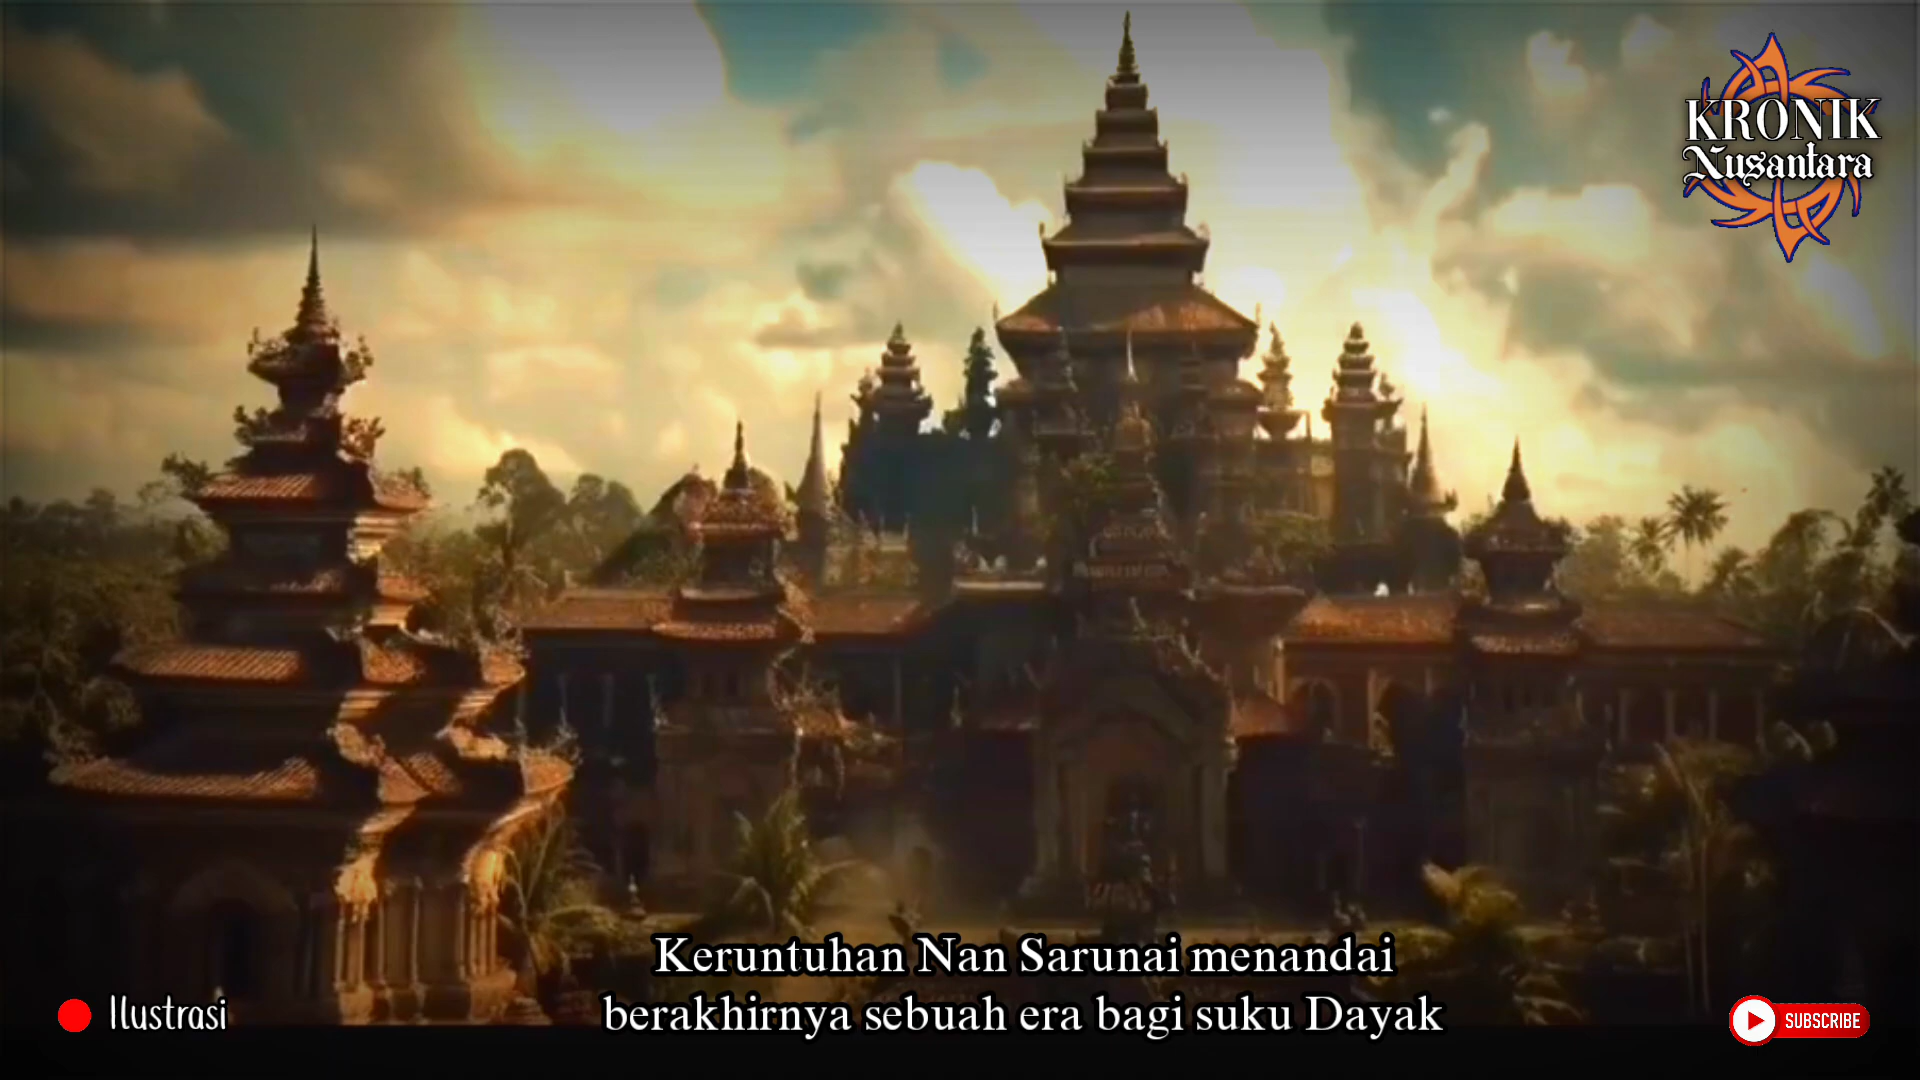 KRONIK
Nusantara
Keruntuhan Nan Sarunai menandai
berakhirnya sebuah era bagi suku Dayak
Ilustrasi
SUBSCRIBE